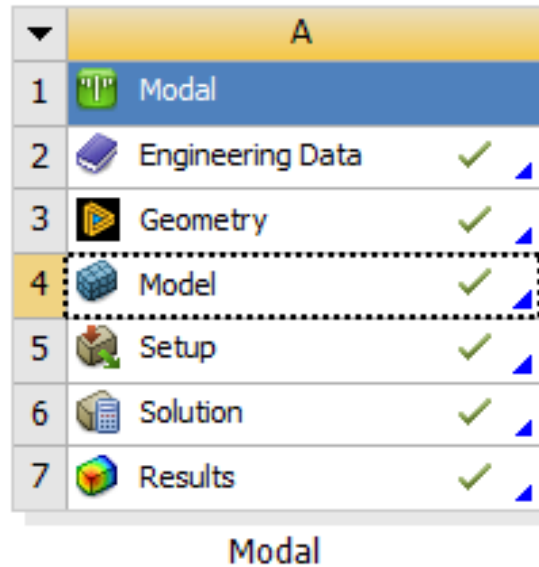 A
1 Modal
2 Engineering Data
3 Geometry
4 Model
5 Setup
6 Solution
7 Results
Modal